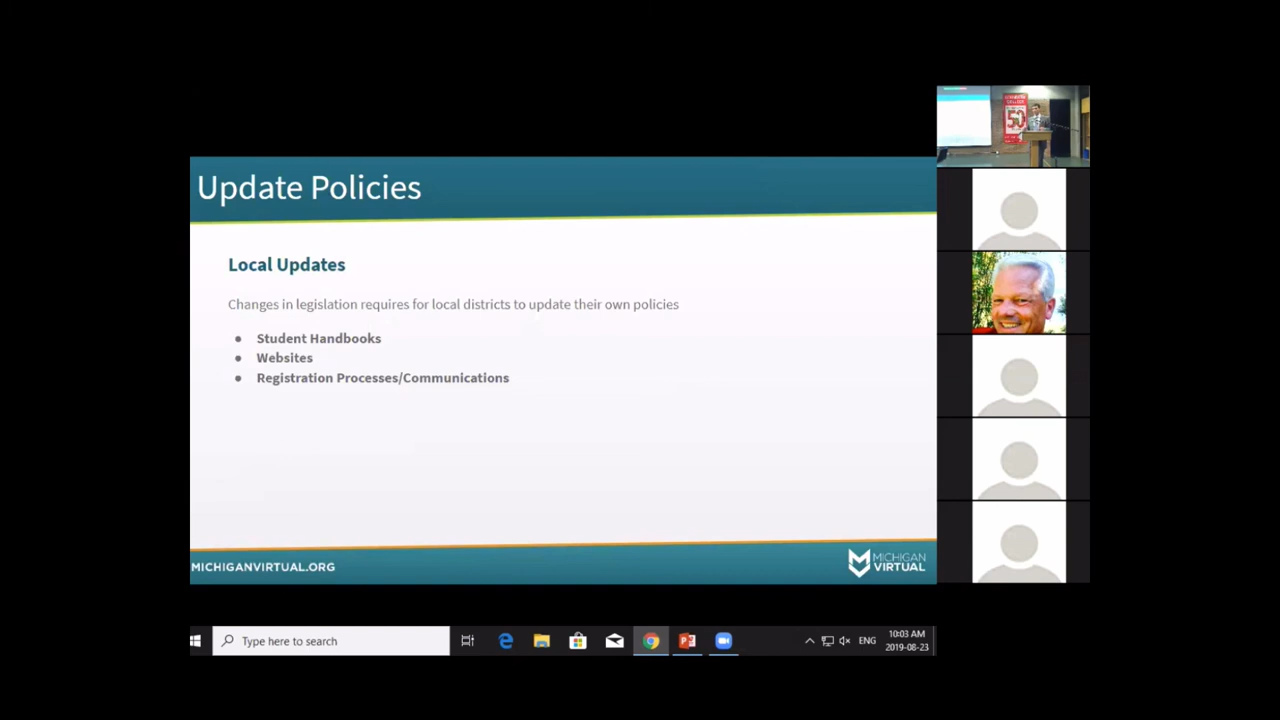 Update Policies
Local Updates
Changes in legislation requires for local districts to update their own policies
● Student Handbooks
● Websites
● Registration Processes/Communications
MICHIGANVIRTUAL.ORG
MICHIGAN
VIRTUAL
Type here to search
ENG
10:03 AM
2019-08-23
50